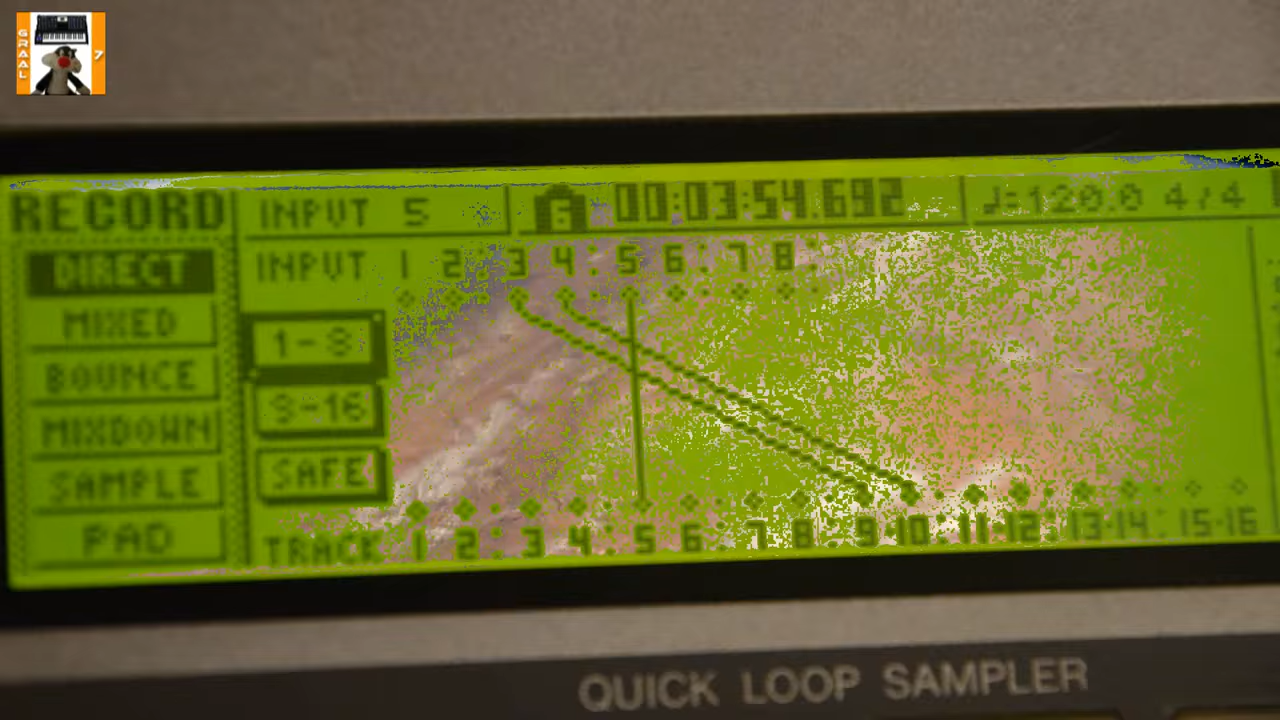 GRAAL
7
RECORD
INPUT 5
6
00:03:54.692
♩=120.0 4/4
DIRECT
MIXED
BOUNCE
MIXDOWN
SAMPLE
PAD
INPUT 1 2 : 3 4 : 5 6 : 7 8 :
1-8
9-16
SAFE
TRACK 1 2 : 3 4 : 5 6 : 7 8 : 9 10 11 12 13 14 15 16
QUICK LOOP SAMPLER